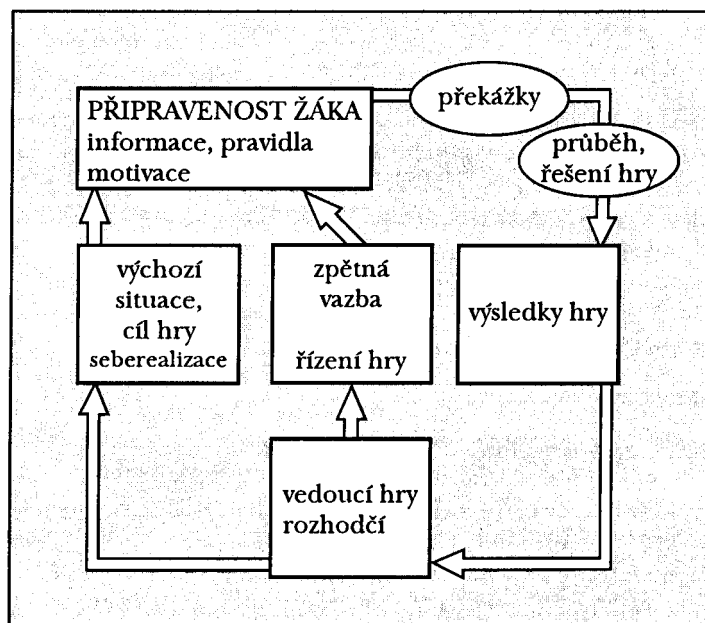 PŘIPRAVENOST ŽÁKA
informace, pravidla
motivace
překážky
průběh,
řešení hry
výchozí
situace,
cíl hry
seberealizace
zpětná
vazba
řízení hry
výsledky hry
vedoucí hry
rozhodčí